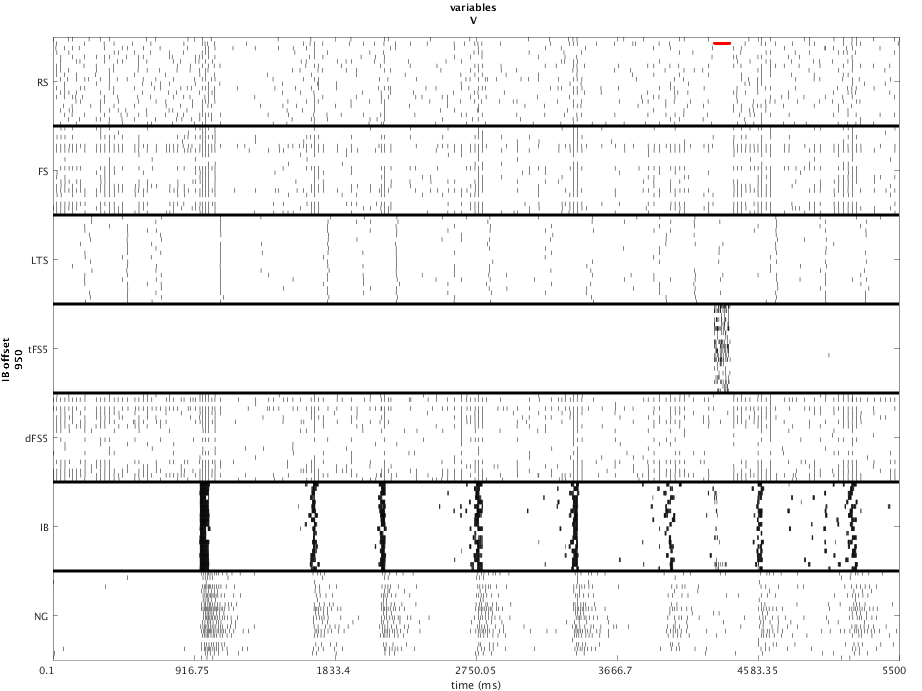 variables
V
RS
FS
LTS
IB offset
950
tFS5
dFS5
IB
NG
0.1 916.75 1833.4 2750.05 3666.7 4583.35 5500
time (ms)